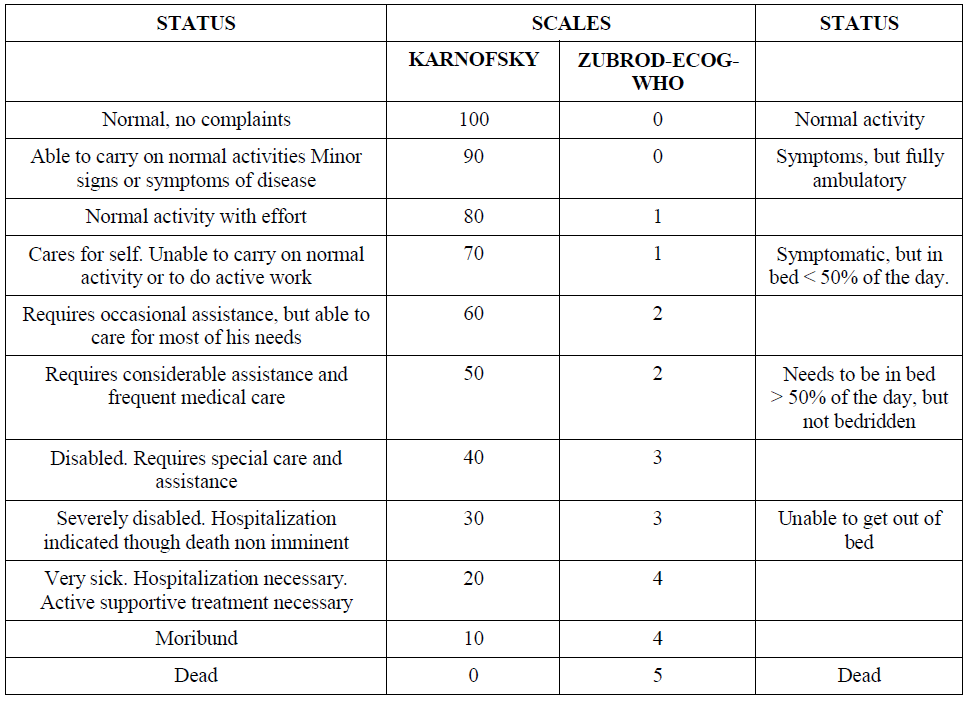 STATUS SCALES STATUS
KARNOFSKY ZUBROD-ECOG-
WHO
Normal, no complaints 100 0 Normal activity
Able to carry on normal activities Minor 90 0 Symptoms, but fully
signs or symptoms of disease ambulatory
Normal activity with effort 80 1
Cares for self. Unable to carry on normal 70 1 Symptomatic, but in
activity or to do active work bed < 50% of the day.
Requires occasional assistance, but able to 60 2
care for most of his needs
Requires considerable assistance and 50 2 Needs to be in bed
frequent medical care > 50% of the day, but
not bedridden
Disabled. Requires special care and 40 3
assistance
Severely disabled. Hospitalization 30 3 Unable to get out of
indicated though death non imminent bed
Very sick. Hospitalization necessary. 20 4
Active supportive treatment necessary
Moribund 10 4
Dead 0 5 Dead